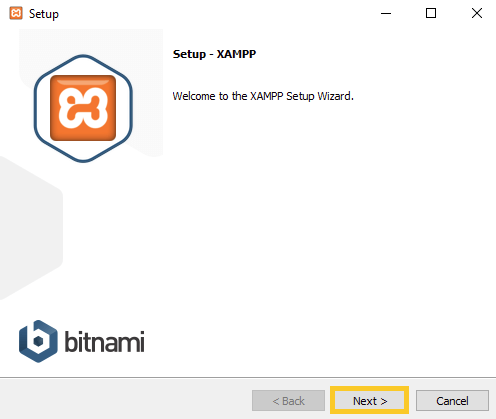 Setup
Setup - XAMPP
Welcome to the XAMPP Setup Wizard.
bitnami
< Back
Next >
Cancel